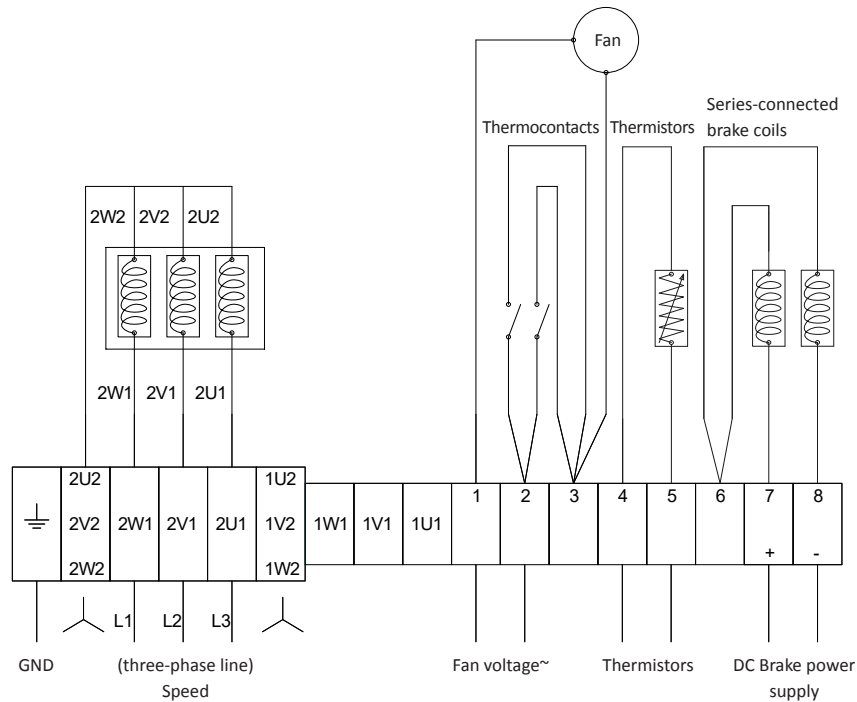 Fan
Series-connected
brake coils
Thermocontacts
Thermistors
2W2
2V2
2U2
2W1
2V1
2U1
2U2
2V2
2W2
2W1
2V1
2U1
1U2
1V2
1W2
1W1
1V1
1U1
1
2
3
4
5
6
7
+
8
-
L1
L2
L3
GND
(three-phase line)
Speed
Fan voltage~
Thermistors
DC Brake power
supply